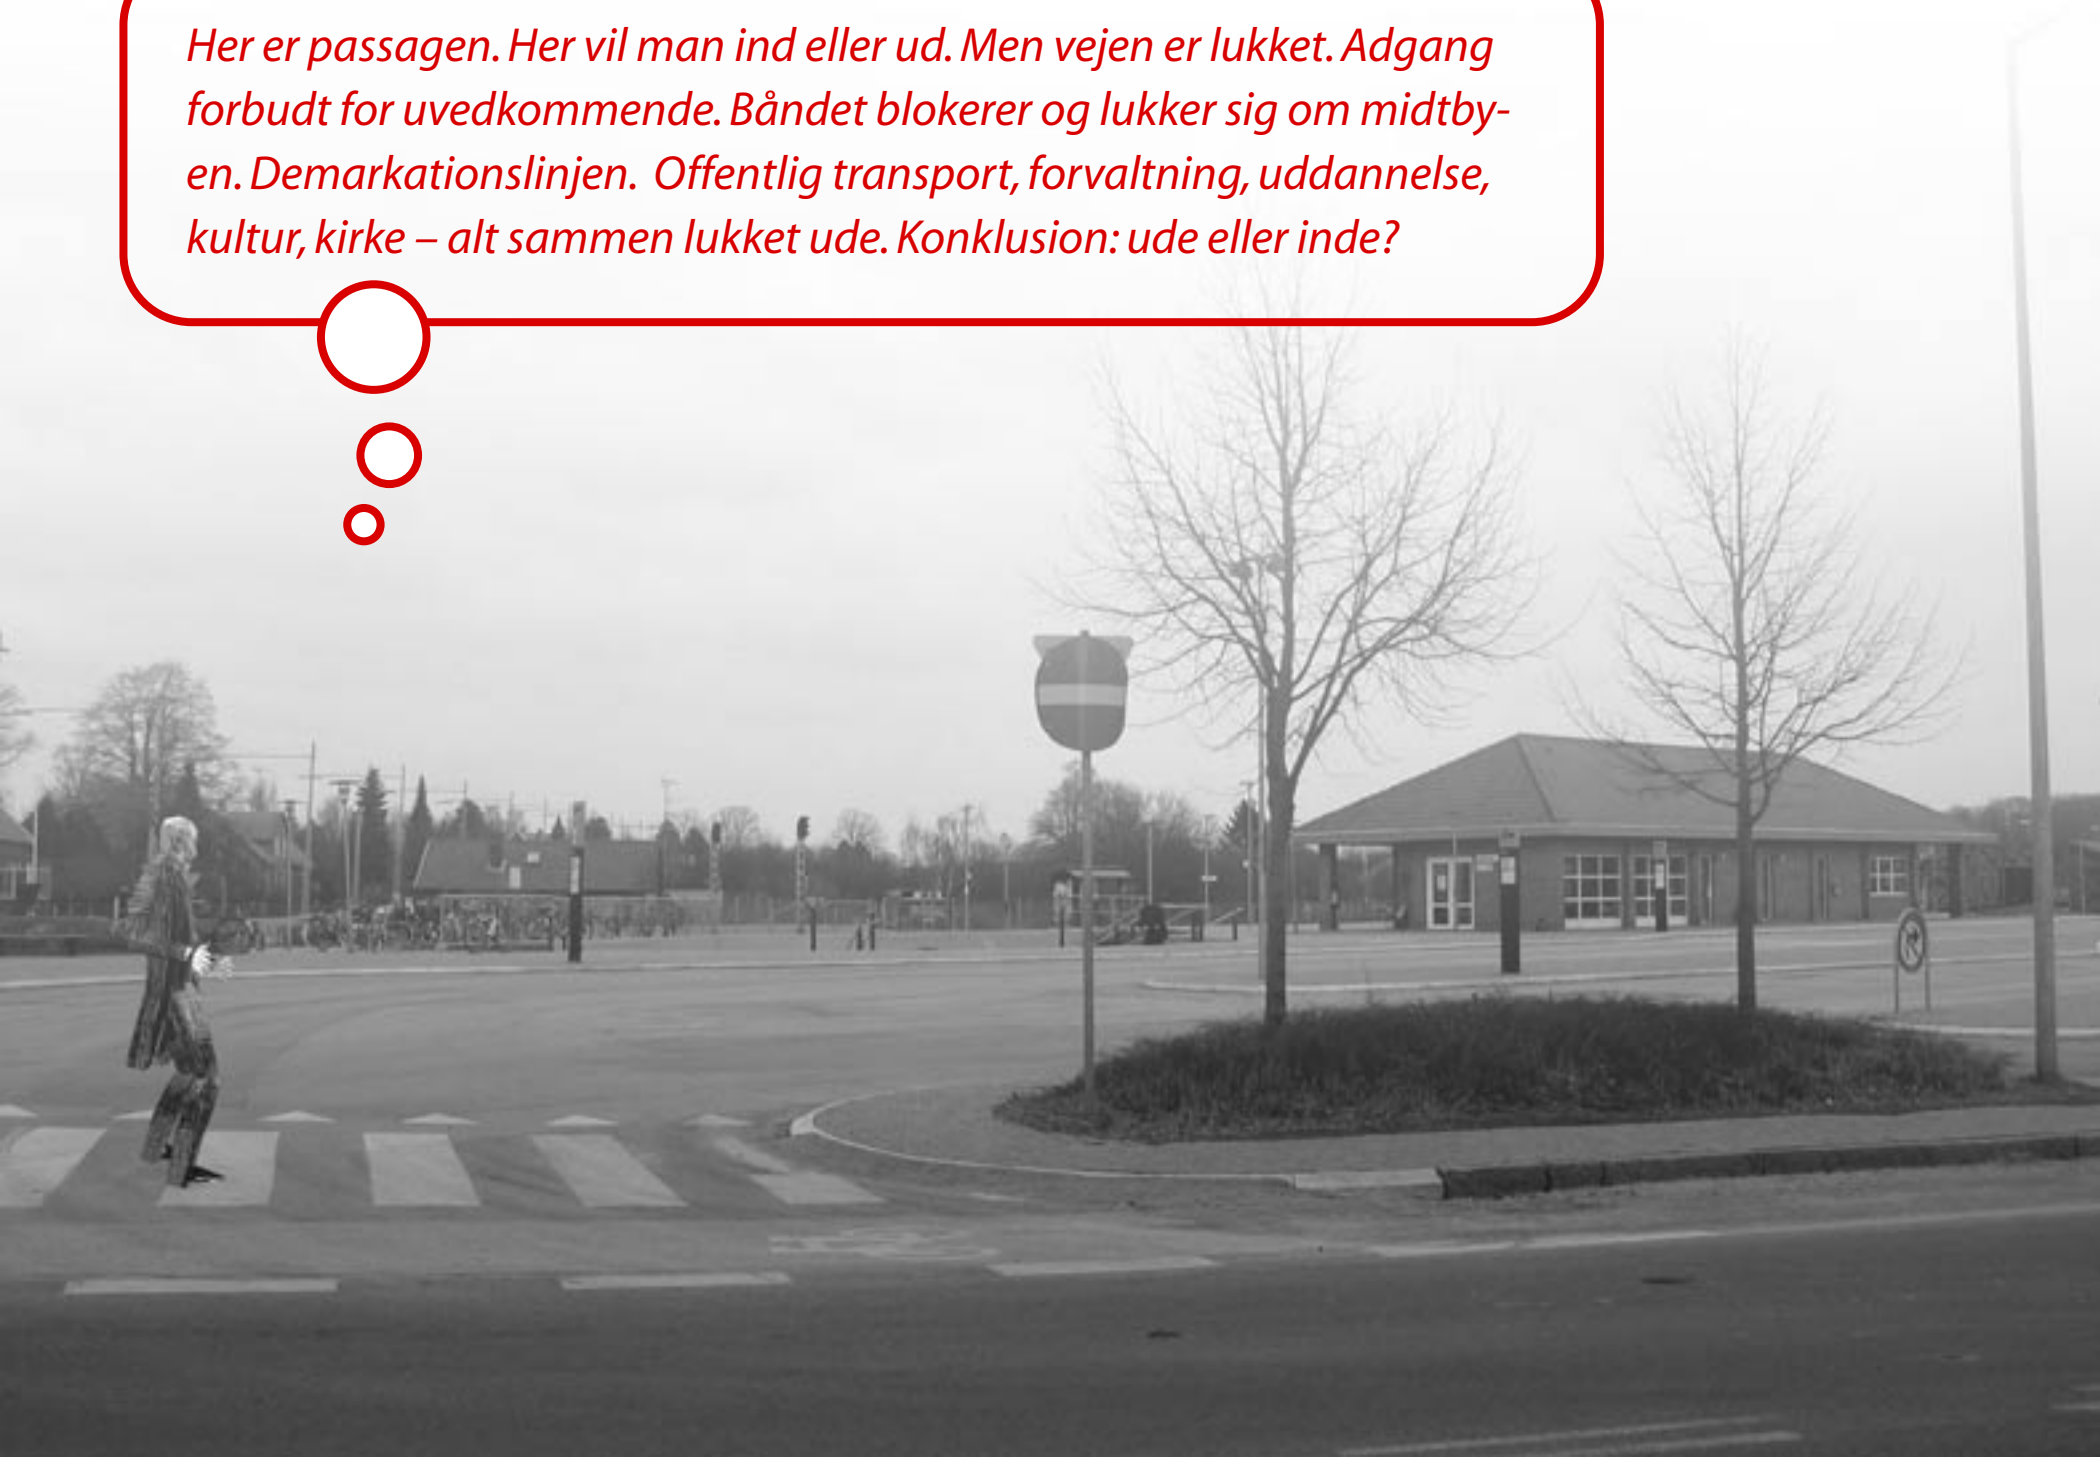 Her er passagen. Her vil man ind eller ud. Men vejen er lukket. Adgang
forbudt for uvedkommende. Båndet blokerer og lukker sig om midtby-
en. Demarkationslinjen.  Offentlig transport, forvaltning, uddannelse,
kultur, kirke – alt sammen lukket ude. Konklusion: ude eller inde?